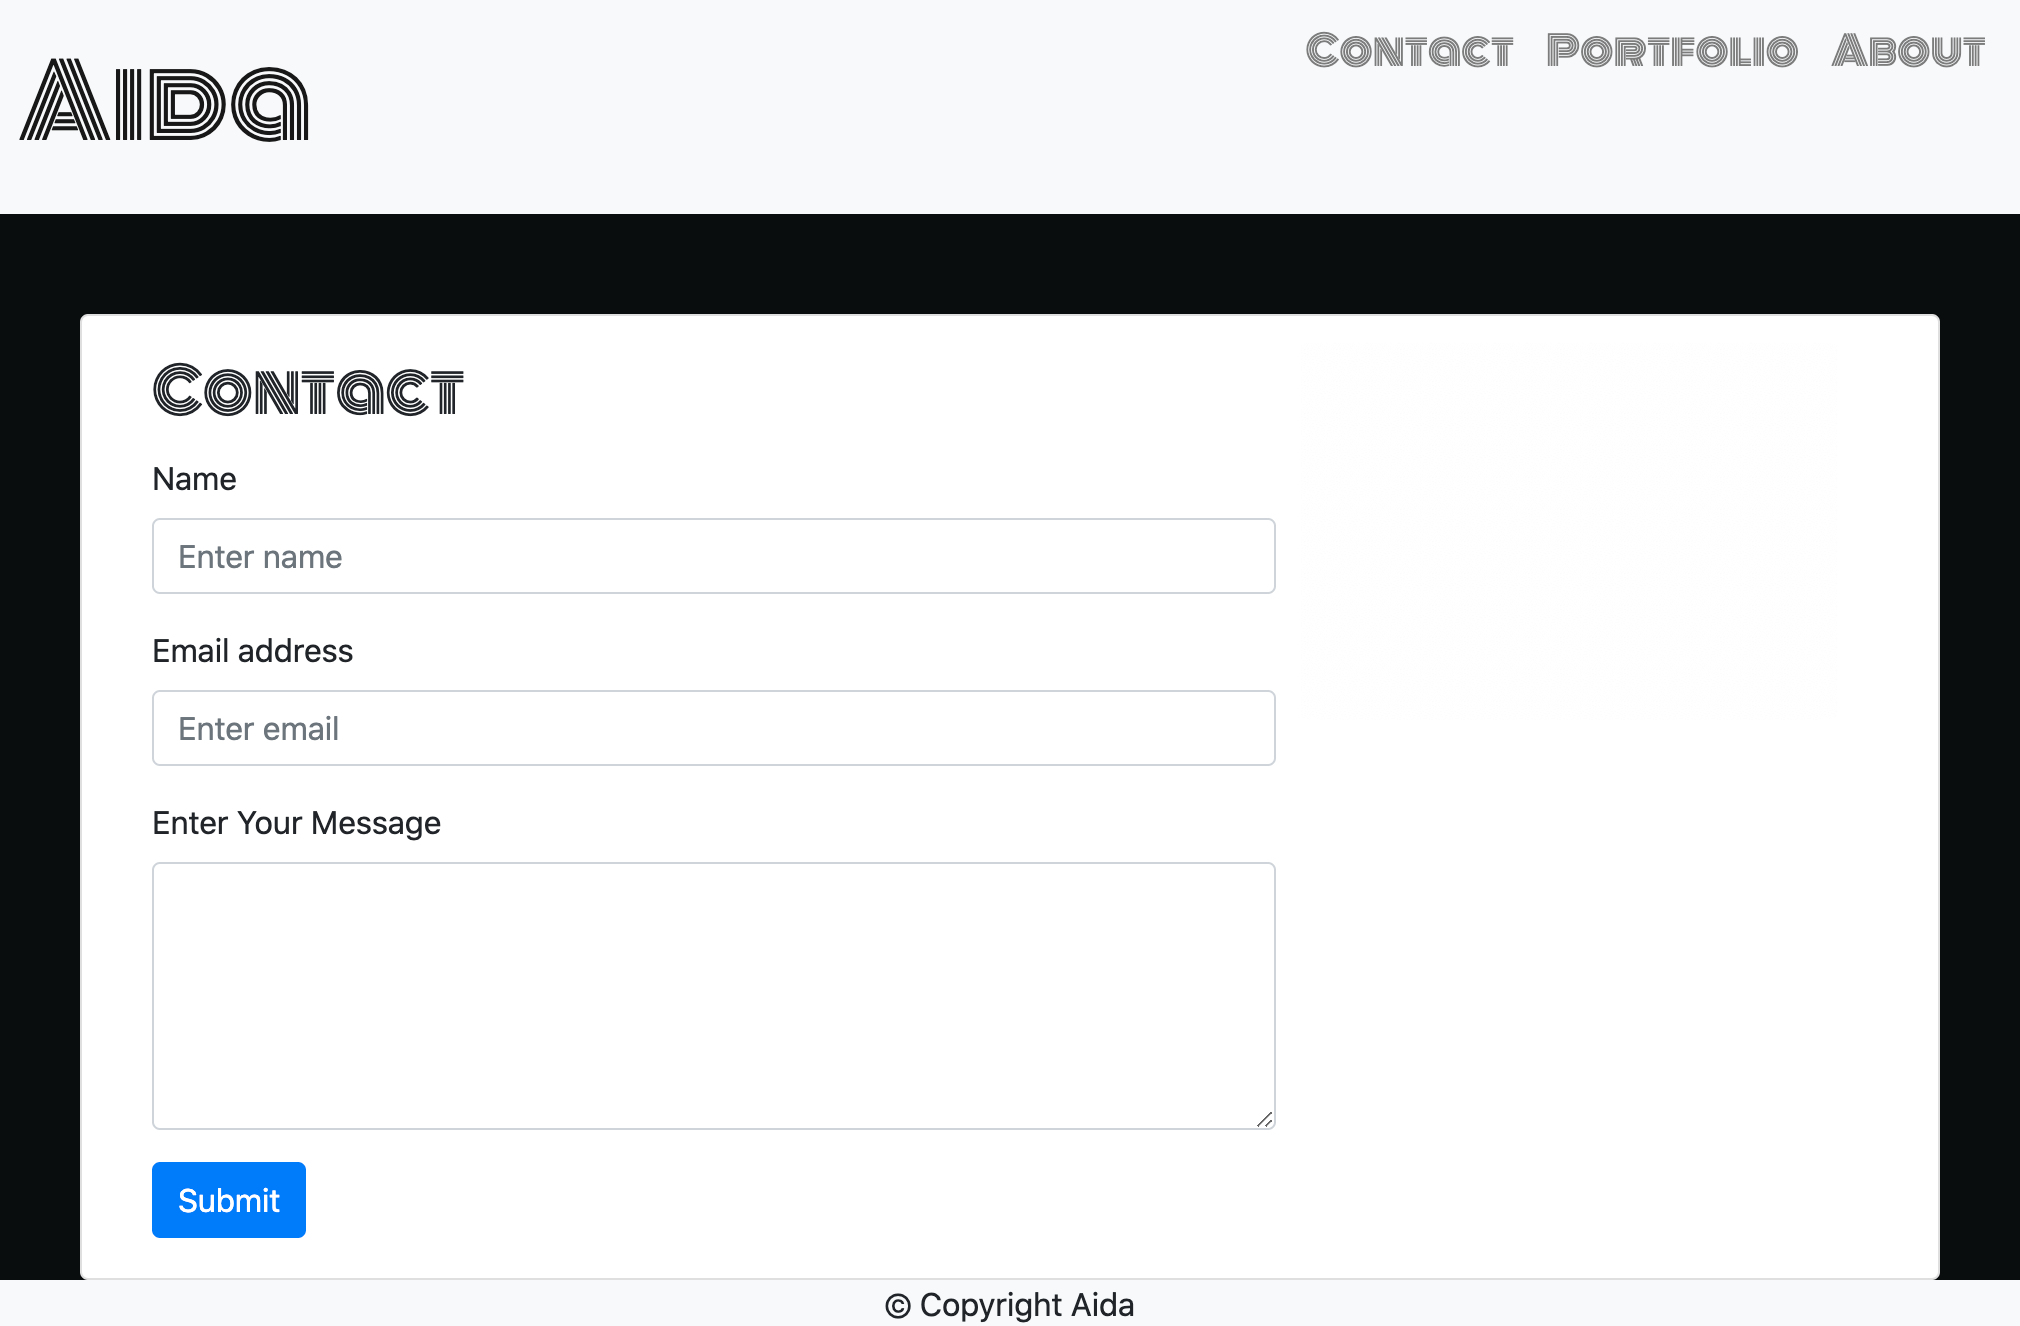 Aida
Contact Portfolio About
Contact
Name
Enter name
Email address
Enter email
Enter Your Message
Submit
© Copyright Aida